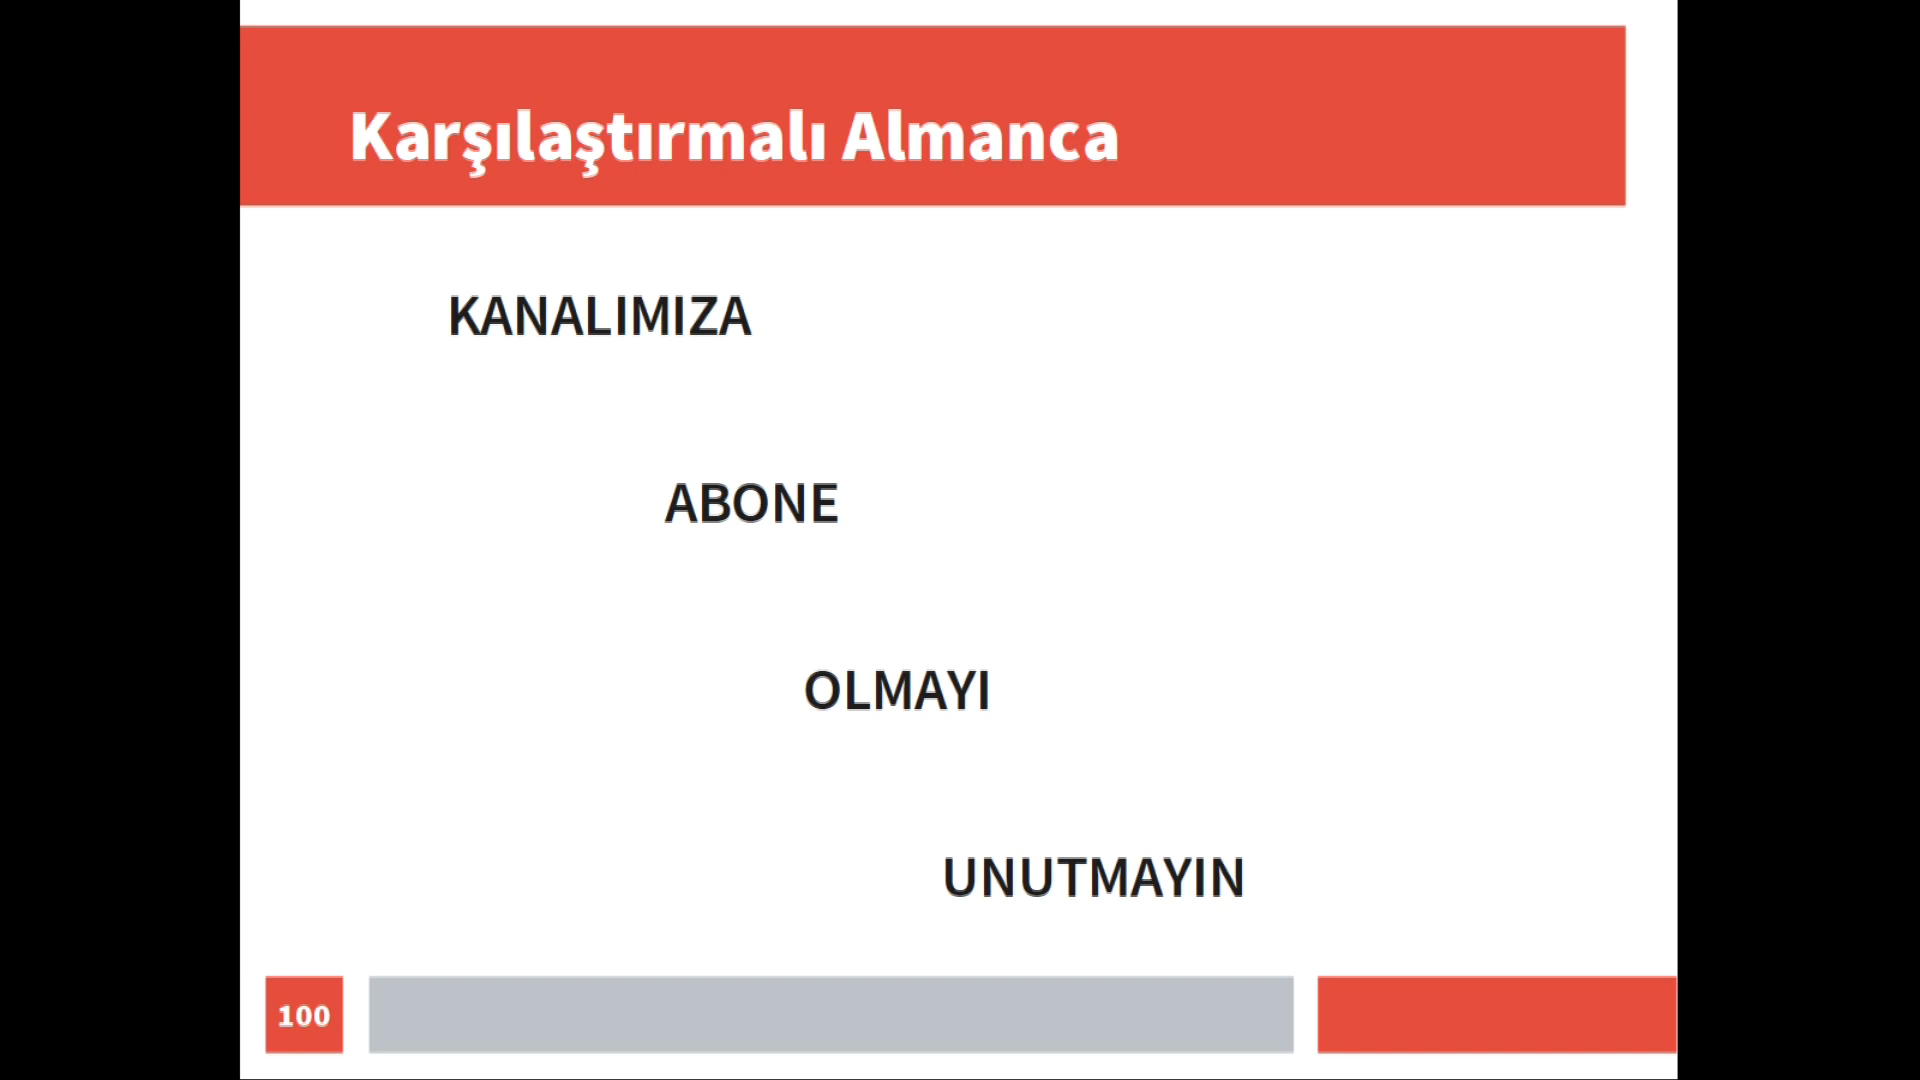 Karşılaştırmalı Almanca
KANALIMIZA
ABONE
OLMAYI
UNUTMAYIN
100